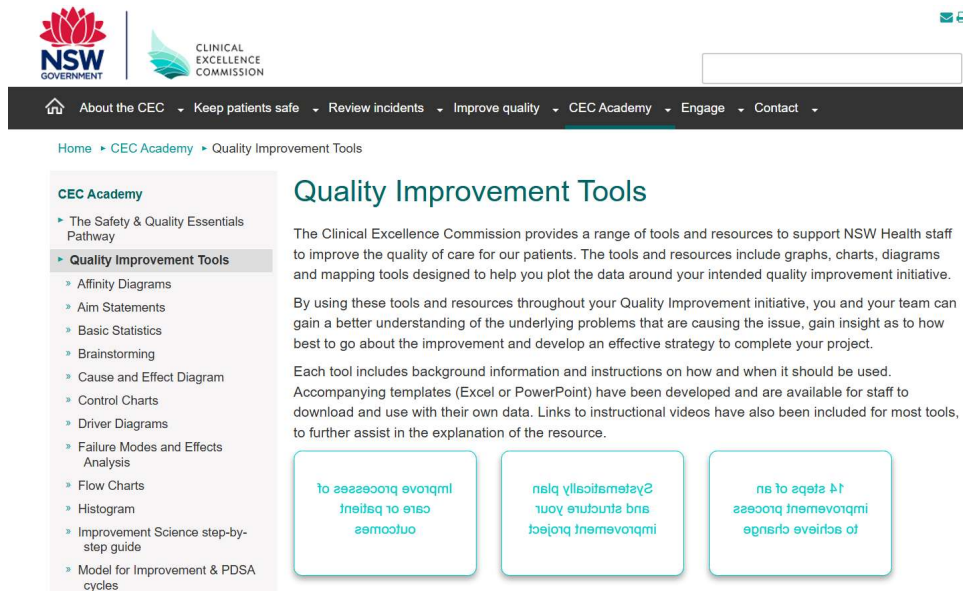 NSW
GOVERNMENT
CLINICAL
EXCELLENCE
COMMISSION
About the CEC Keep patients safe Review incidents Improve quality CEC Academy Engage Contact
Home ▸ CEC Academy ▸ Quality Improvement Tools
CEC Academy
▸ The Safety & Quality Essentials
Pathway
▸ Quality Improvement Tools
» Affinity Diagrams
» Aim Statements
» Basic Statistics
» Brainstorming
» Cause and Effect Diagram
» Control Charts
» Driver Diagrams
» Failure Modes and Effects
Analysis
» Flow Charts
» Histogram
» Improvement Science step-by-
step guide
» Model for Improvement & PDSA
cycles
Quality Improvement Tools
The Clinical Excellence Commission provides a range of tools and resources to support NSW Health staff
to improve the quality of care for our patients. The tools and resources include graphs, charts, diagrams
and mapping tools designed to help you plot the data around your intended quality improvement initiative.
By using these tools and resources throughout your Quality Improvement initiative, you and your team can
gain a better understanding of the underlying problems that are causing the issue, gain insight as to how
best to go about the improvement and develop an effective strategy to complete your project.
Each tool includes background information and instructions on how and when it should be used.
Accompanying templates (Excel or PowerPoint) have been developed and are available for staff to
download and use with their own data. Links to instructional videos have also been included for most tools,
to further assist in the explanation of the resource.
Improve processes of
care or patient
outcomes
Systematically plan
and structure your
improvement project
14 steps of an
improvement process
to achieve change